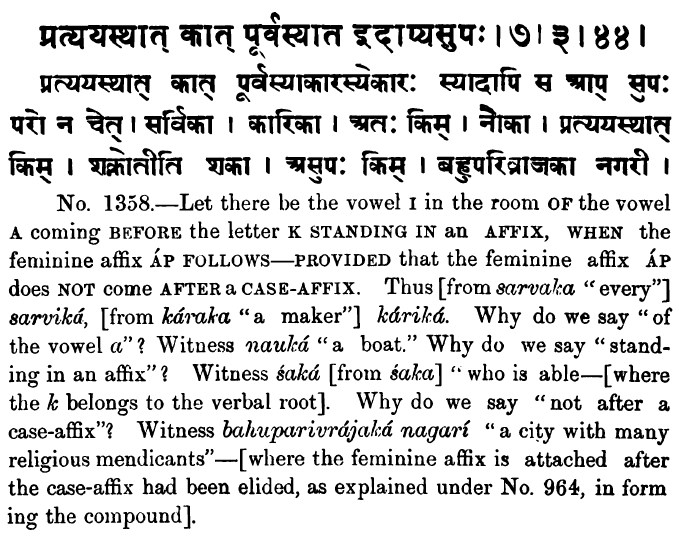 प्रत्ययस्थात् कात् पूर्वस्यात इदाप्यसुपः । ७ । ३ । ४४ ।
प्रत्ययस्थात् कात् पूर्वस्याकारस्येकारः स्यादापि स आप् सुपः
परो न चेत् । सर्विका । कारिका । अतः किम् । नौका । प्रत्ययस्थात्
किम् । शक्नोतीति शका । असुपः किम् । बहुपरिव्राजका नगरी ।
No. 1358.—Let there be the vowel I in the room OF the vowel
A coming BEFORE the letter K STANDING IN an AFFIX, WHEN the
feminine affix ÁP FOLLOWS—PROVIDED that the feminine affix ÁP
does NOT come AFTER a CASE-AFFIX. Thus [from sarvaka “every”]
sarviká, [from káraka “a maker”] káriká. Why do we say “of
the vowel a”? Witness nauká “a boat.” Why do we say “stand-
ing in an affix”? Witness śaká [from śaka] “who is able—[where
the k belongs to the verbal root]. Why do we say “not after a
case-affix”? Witness bahuparivrájaká nagarí “a city with many
religious mendicants”—[where the feminine affix is attached after
the case-affix had been elided, as explained under No. 964, in form
ing the compound].